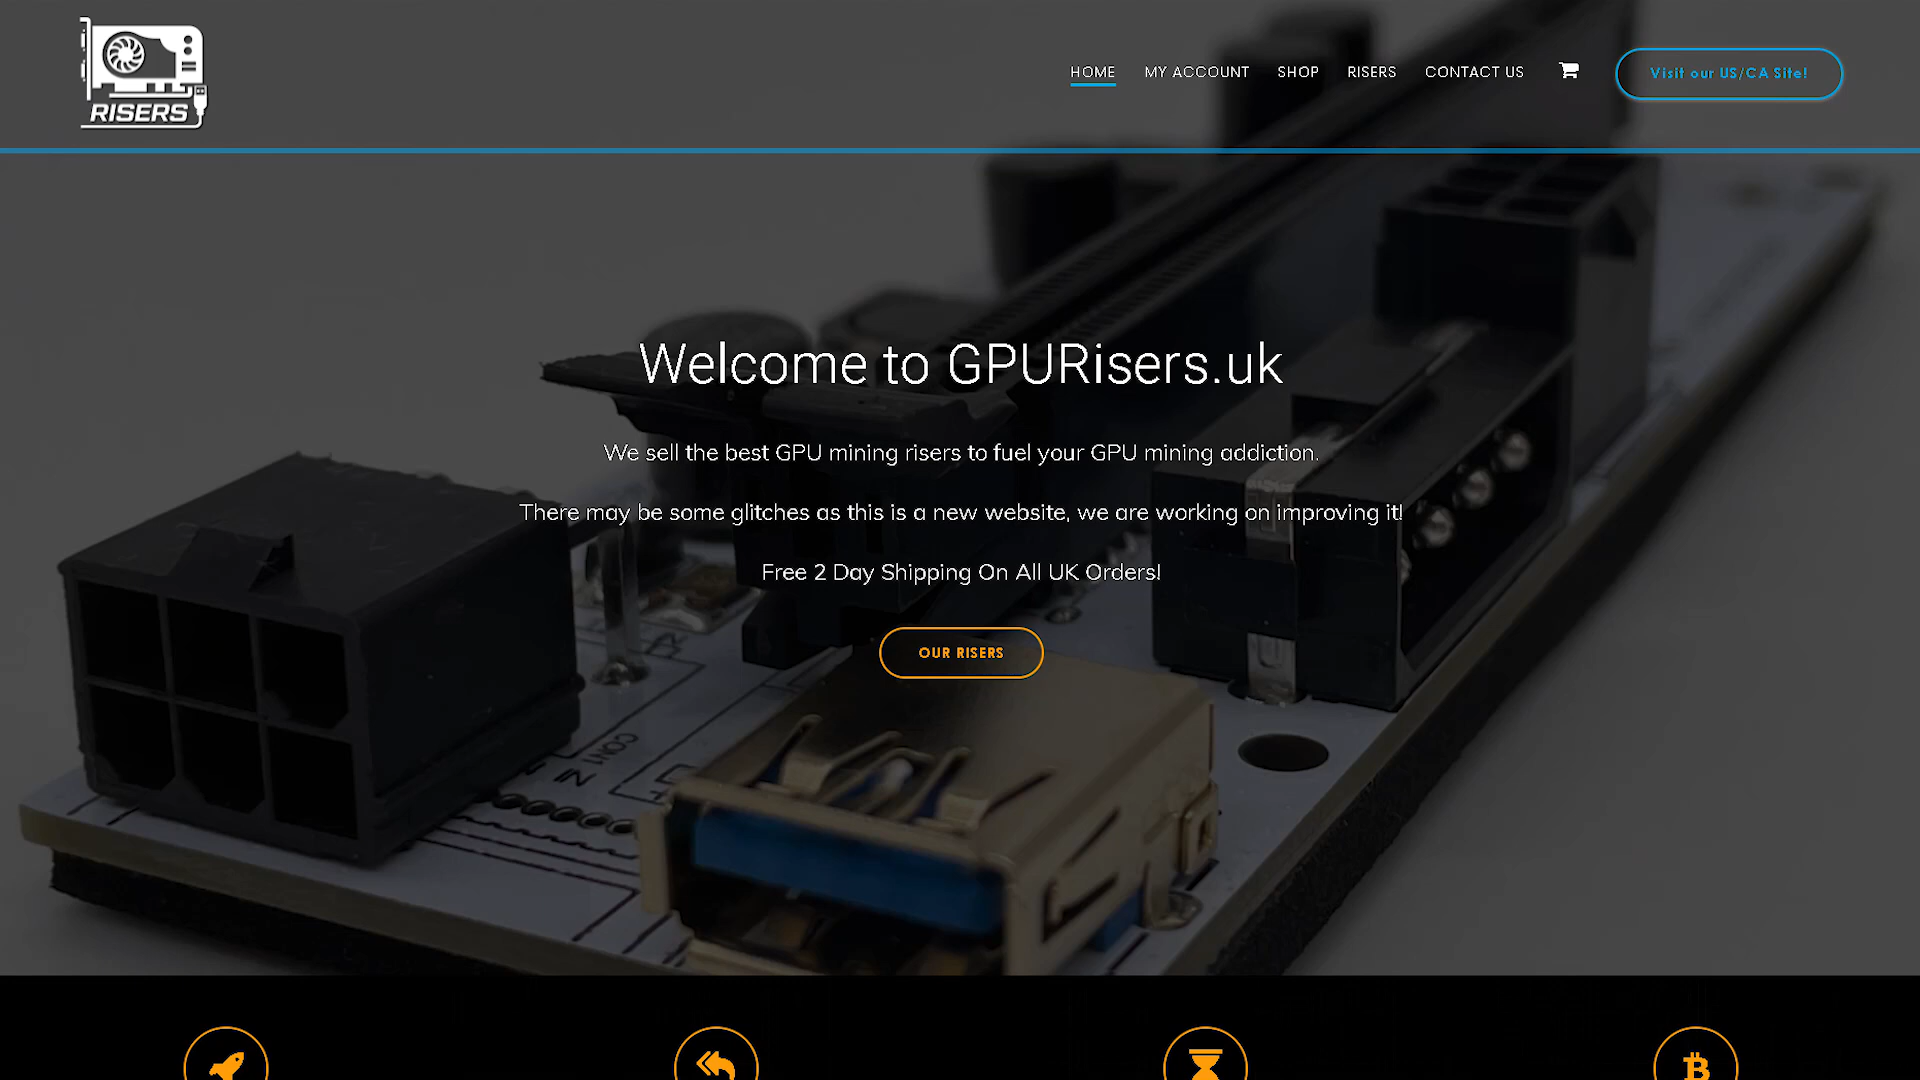 RISERS
HOME
MY ACCOUNT
SHOP
RISERS
CONTACT US
Visit our US/CA Site!
Welcome to GPURisers.uk
We sell the best GPU mining risers to fuel your GPU mining addiction.
There may be some glitches as this is a new website, we are working on improving it!
Free 2 Day Shipping On All UK Orders!
OUR RISERS
CON1 IN